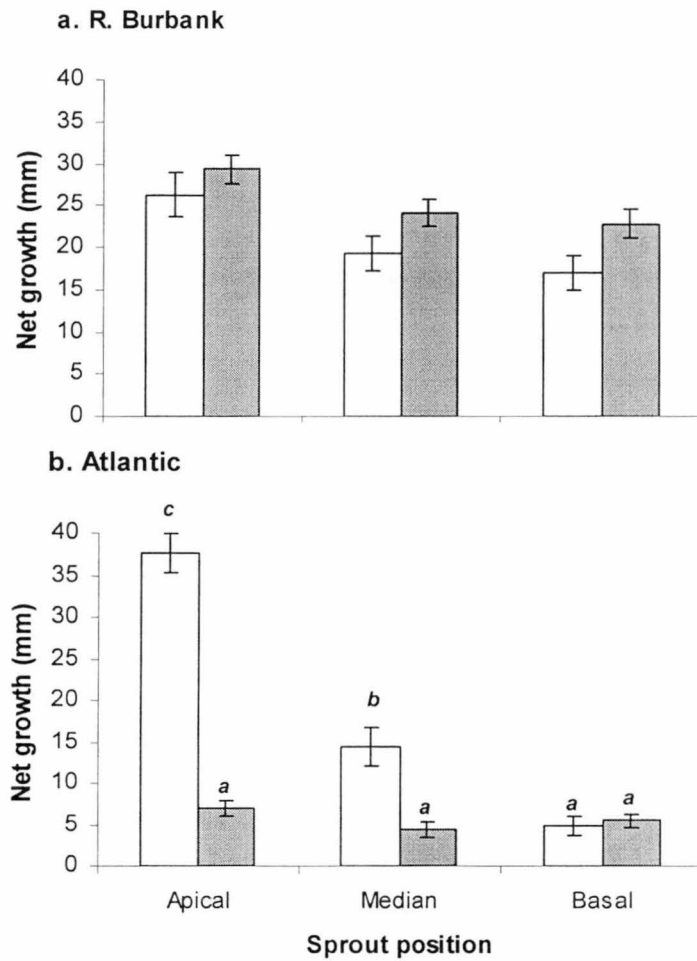 a. R. Burbank
40
35
30
25
20
15
10
5
0
Net growth (mm)
b. Atlantic
40
35
30
25
20
15
10
5
0
Net growth (mm)
c
a
b
a
a
a
Apical Median Basal
Sprout position